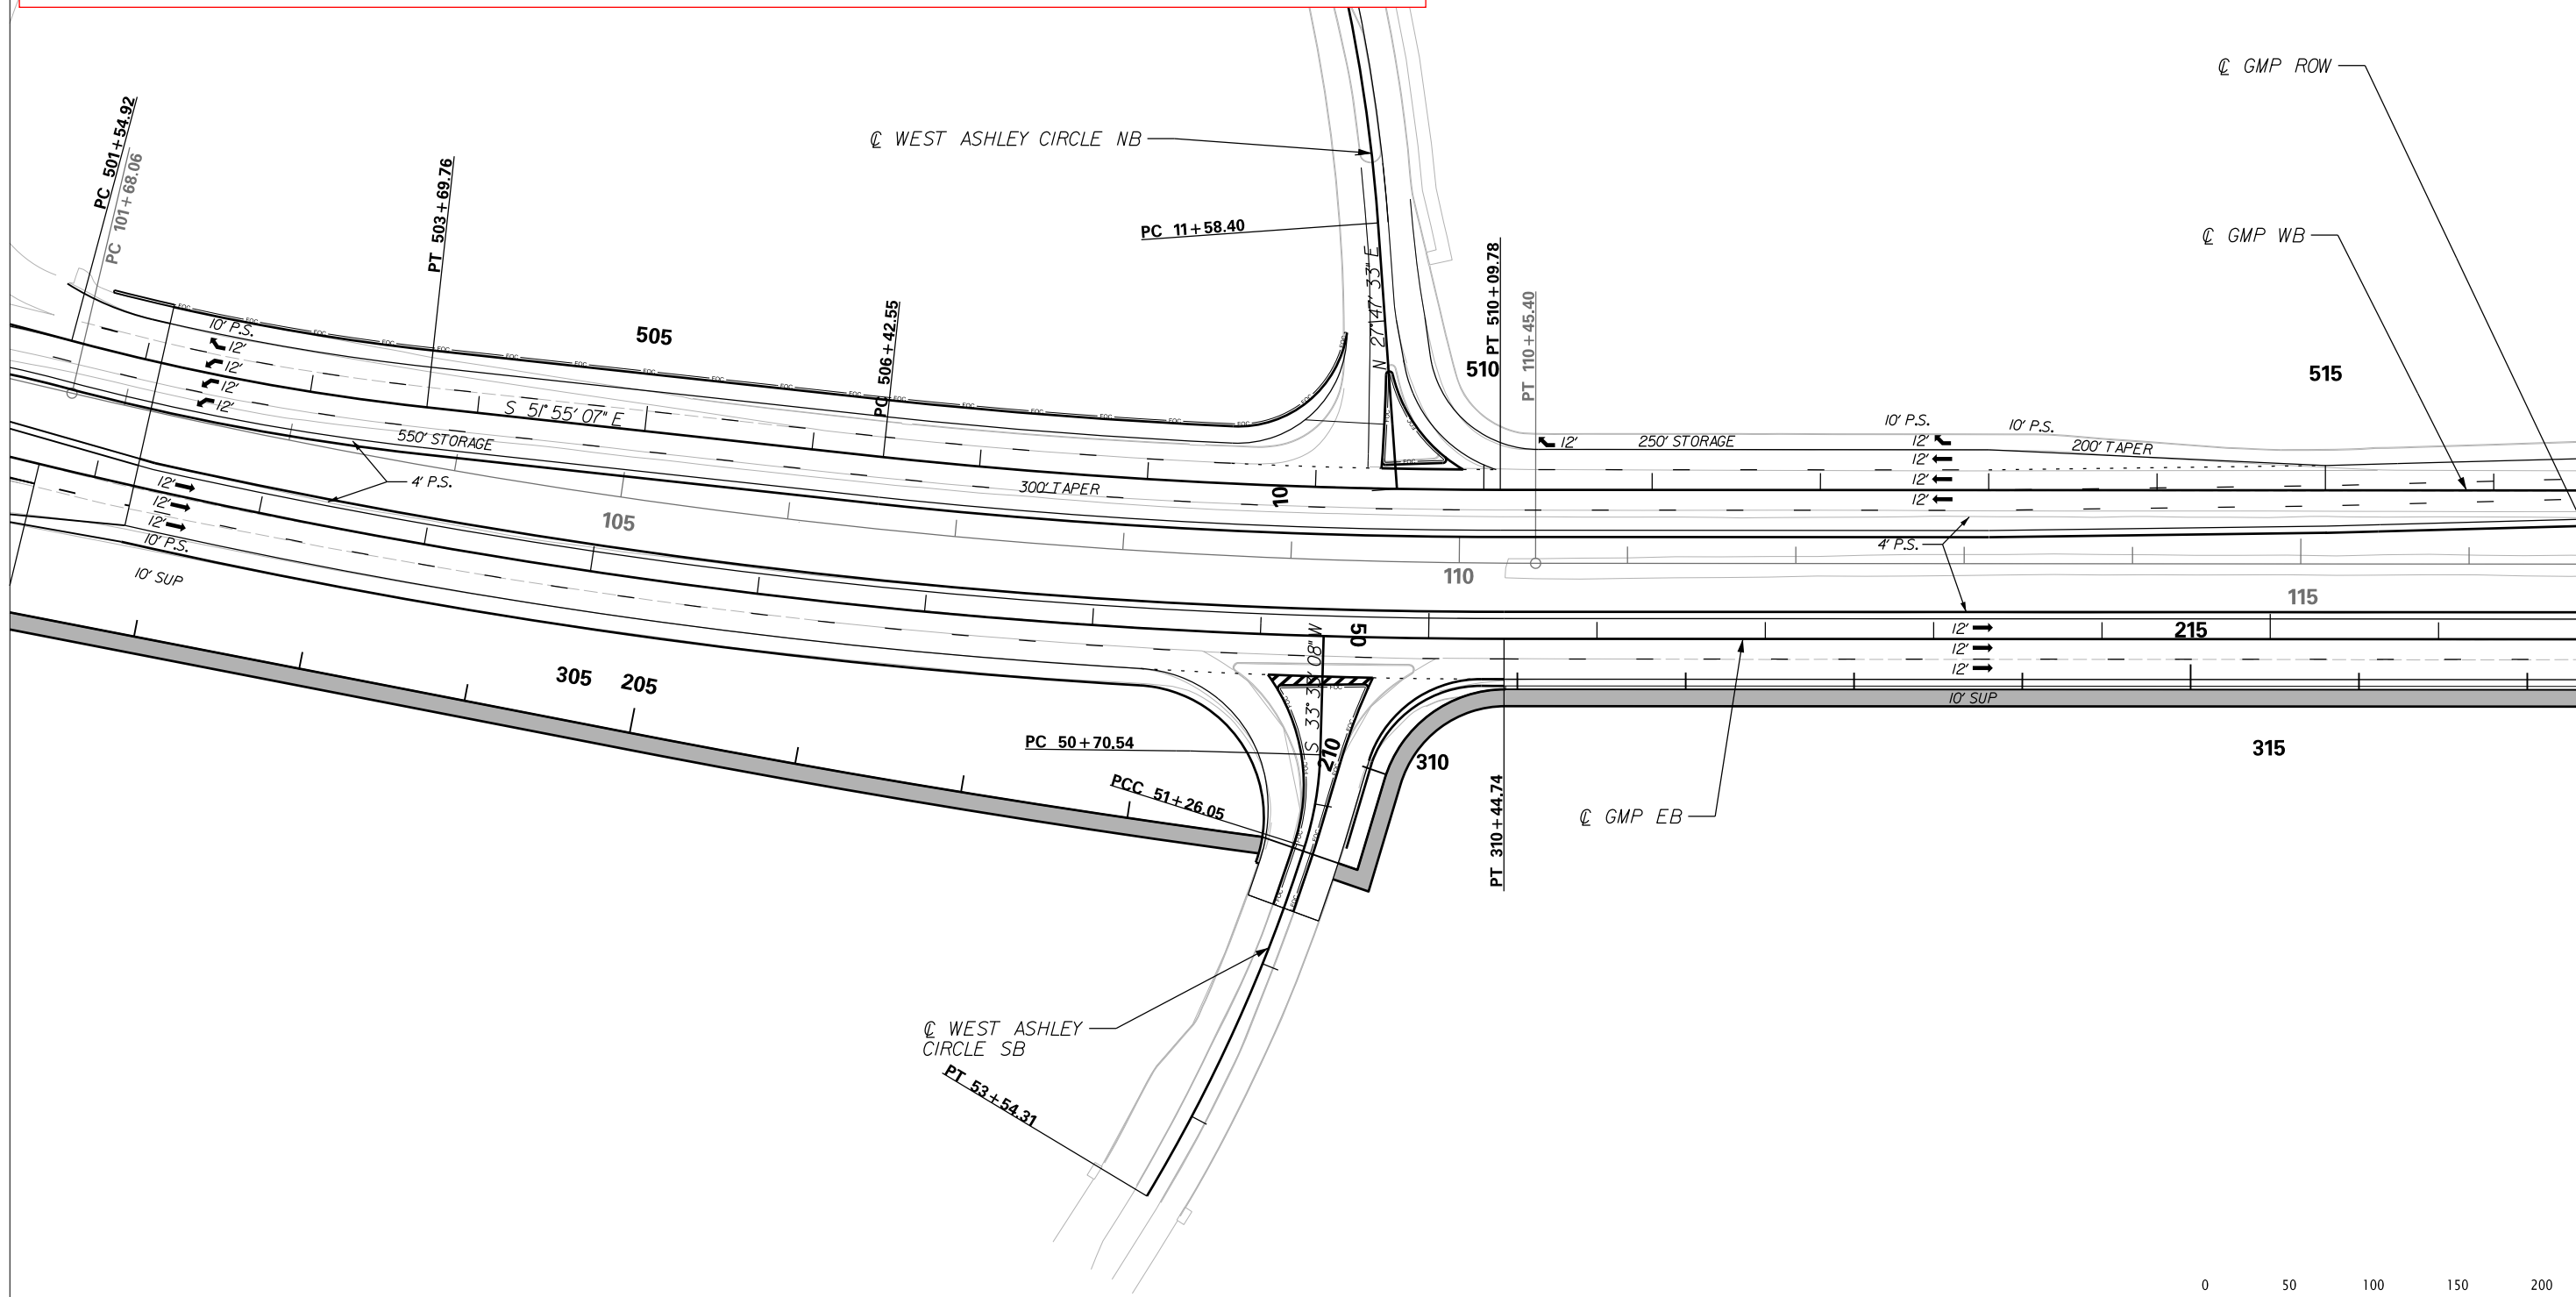 ℄ GMP ROW
PC 501+54.92
PC 101+68.06
℄ WEST ASHLEY CIRCLE NB
PT 503+69.76
PC 11+58.40
℄ GMP WB
N 27° 47' 33" E
PT 510+09.78
PT 110+45.40
PC 506+42.55
10' P.S.
505
510
515
12'
12'
12'
12'
S 51° 55' 07" E
550' STORAGE
12'
250' STORAGE
10' P.S.
10' P.S.
12'
12'
12'
12'
200' TAPER
4' P.S.
300' TAPER
10
12'
12'
12'
105
10' P.S.
10' SUP
4' P.S.
110
115
50
12'
12'
12'
215
305
205
10' SUP
PC 50+70.54
210
310
315
PCC 51+26.05
PT 310+44.74
℄ GMP EB
℄ WEST ASHLEY
CIRCLE SB
PT 53+54.31
0 50 100 150 200